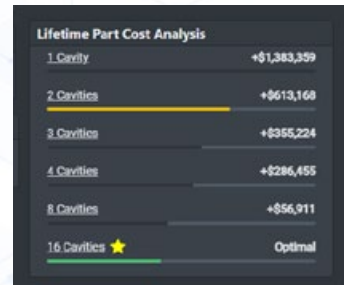 Lifetime Part Cost Analysis
1 Cavity +$1,383,359
2 Cavities +$613,168
3 Cavities +$355,224
4 Cavities +$286,455
8 Cavities +$56,911
16 Cavities Optimal